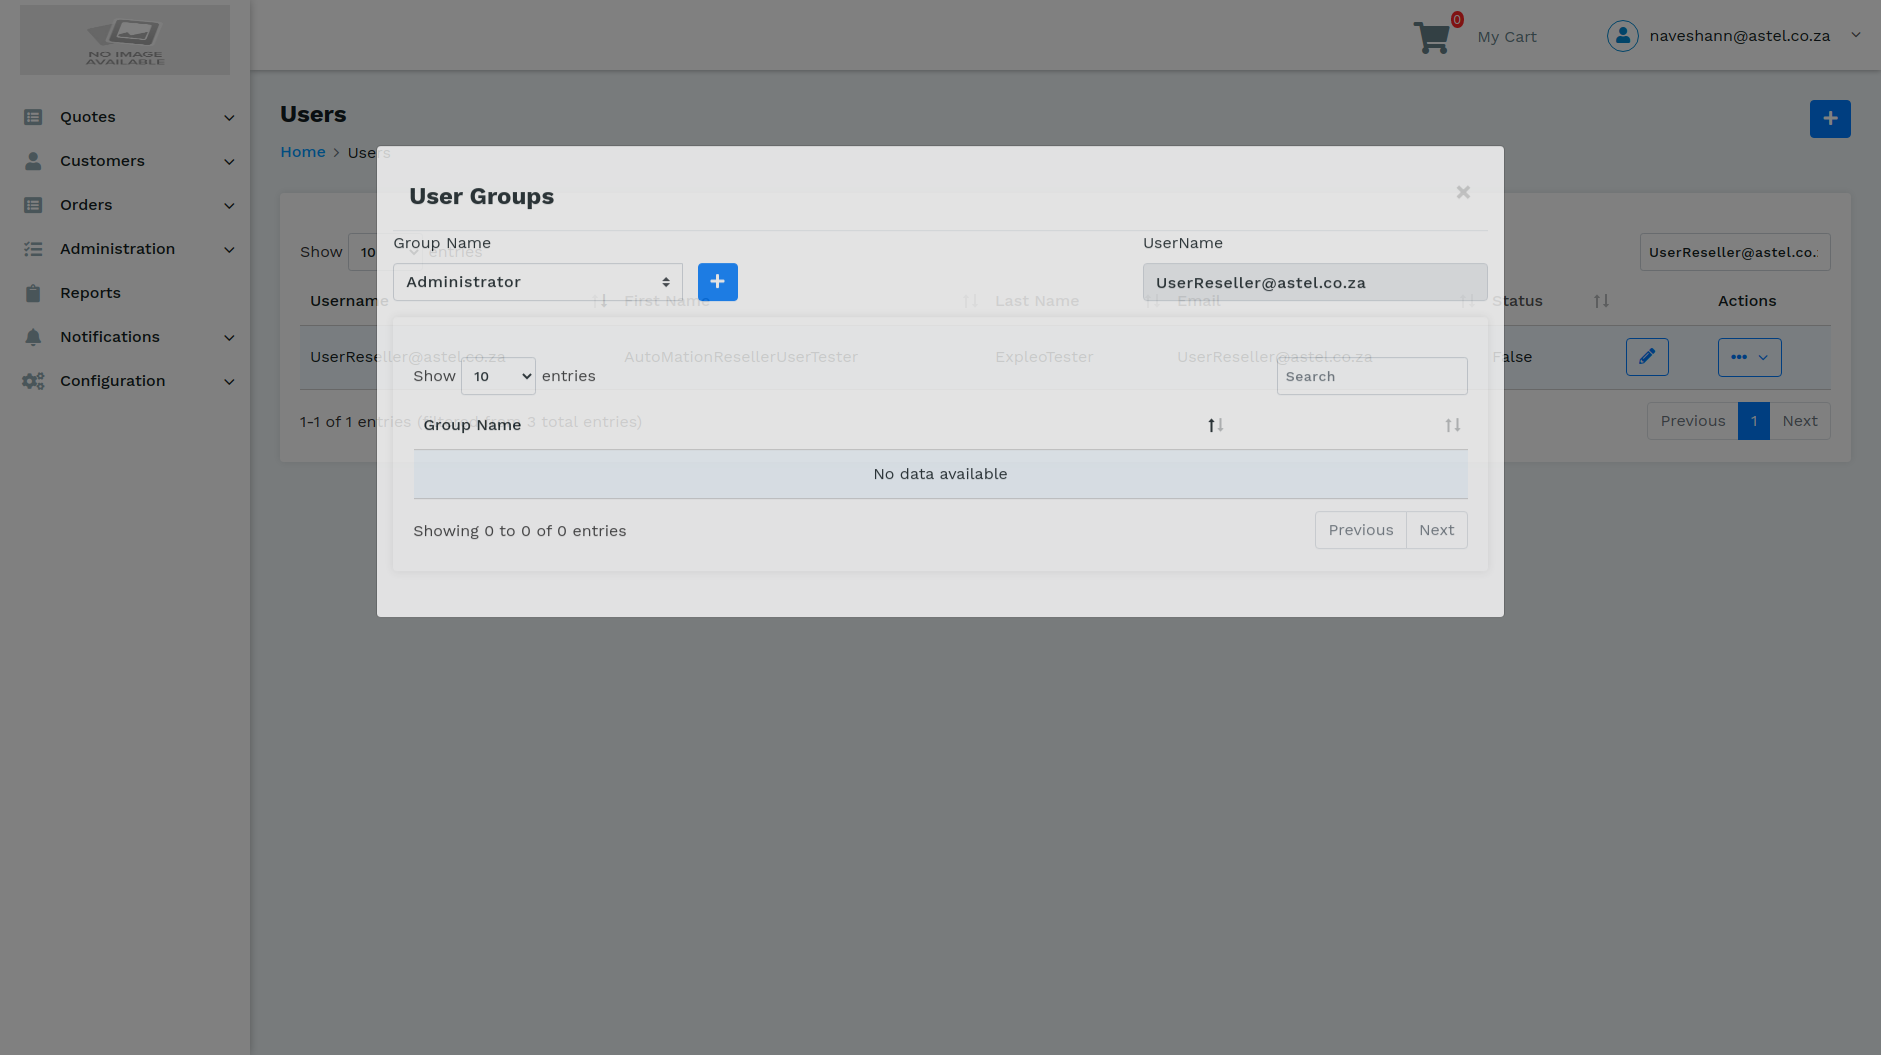 NO IMAGE
AVAILABLE
0
My Cart
naveshann@astel.co.za
Quotes
Customers
Orders
Administration
Reports
Notifications
Configuration
Users
Home > Users
Show 10 entries
UserReseller@astel.co.
Username First Name Last Name Email Status Actions
UserReseller@astel.co.za AutoMationResellerUserTester ExpleoTester UserReseller@astel.co.za False
1-1 of 1 entries (filtered from 3 total entries)
Previous 1 Next
User Groups
×
Group Name UserName
Administrator UserReseller@astel.co.za
Show 10 entries Search
Group Name
No data available
Showing 0 to 0 of 0 entries Previous Next